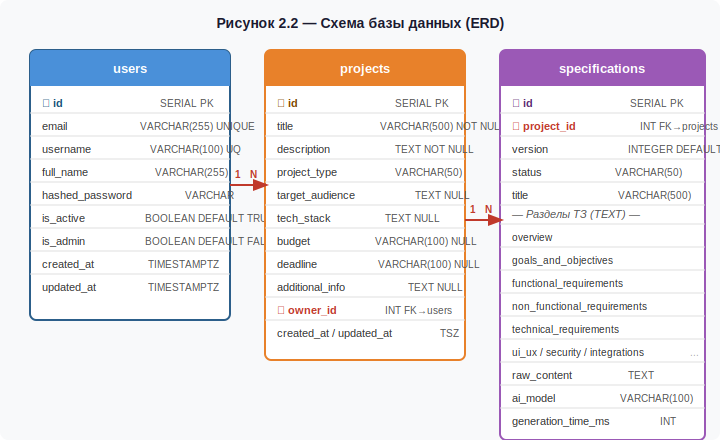 Рисунок 2.2 — Схема базы данных (ERD)
users
id SERIAL PK
email VARCHAR(255) UNIQUE
username VARCHAR(100) UQ
full_name VARCHAR(255)
hashed_password VARCHAR
is_active BOOLEAN DEFAULT TRU
is_admin BOOLEAN DEFAULT FAL
created_at TIMESTAMPTZ
updated_at TIMESTAMPTZ
1 N
projects
id SERIAL PK
title VARCHAR(500) NOT NUL
description TEXT NOT NULL
project_type VARCHAR(50)
target_audience TEXT NULL
tech_stack TEXT NULL
budget VARCHAR(100) NULL
deadline VARCHAR(100) NULL
additional_info TEXT NULL
owner_id INT FK→users
created_at / updated_at TSZ
1 N
specifications
id SERIAL PK
project_id INT FK→projects
version INTEGER DEFAULT
status VARCHAR(50)
title VARCHAR(500)
— Разделы ТЗ (TEXT) —
overview
goals_and_objectives
functional_requirements
non_functional_requirements
technical_requirements
ui_ux / security / integrations ...
raw_content TEXT
ai_model VARCHAR(100)
generation_time_ms INT